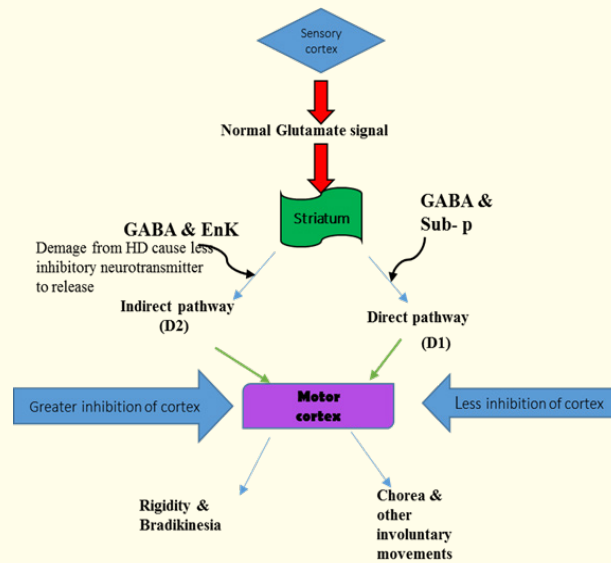 Sensory
cortex
Normal Glutamate signal
Striatum
GABA &
Sub- p
GABA & EnK
Demage from HD cause less
inhibitory neurotransmitter
to release
Indirect pathway
(D2)
Direct pathway
(D1)
Greater inhibition of cortex
Motor
cortex
Less inhibition of cortex
Rigidity &
Bradikinesia
Chorea &
other
involuntary
movements